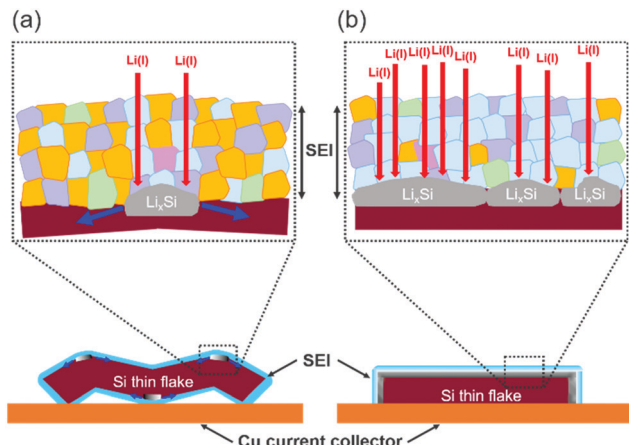 (a)
(b)
Li(I) Li(I)
Li(I) Li(I) Li(I) Li(I) Li(I) Li(I) Li(I) Li(I)
SEI
LixSi
LixSi LixSi LixSi
SEI
Si thin flake
Si thin flake
Cu current collector